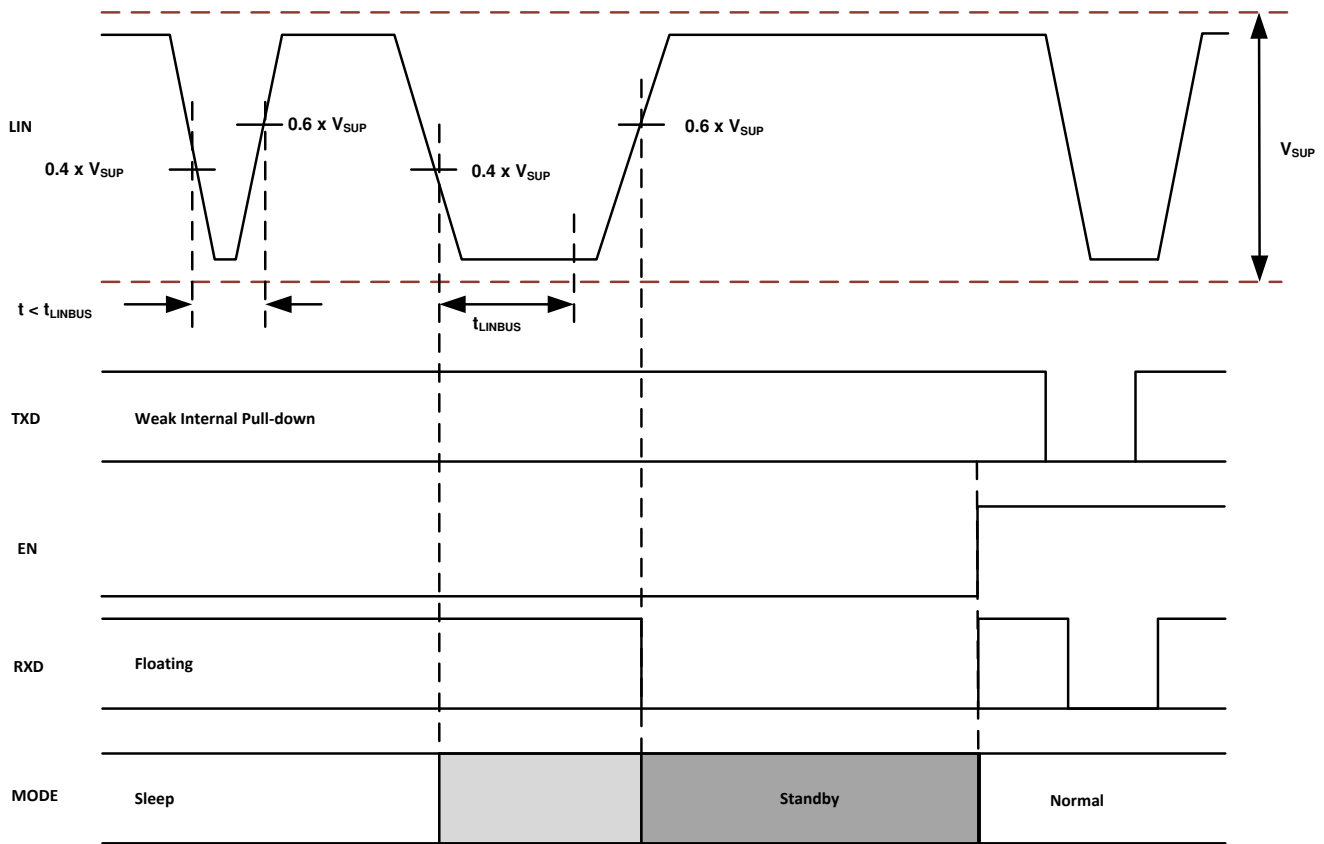 LIN
0.6 x VSUP
0.4 x VSUP
0.4 x VSUP
0.6 x VSUP
VSUP
t < tLINBUS
tLINBUS
TXD
Weak Internal Pull-down
EN
RXD
Floating
MODE
Sleep
Standby
Normal